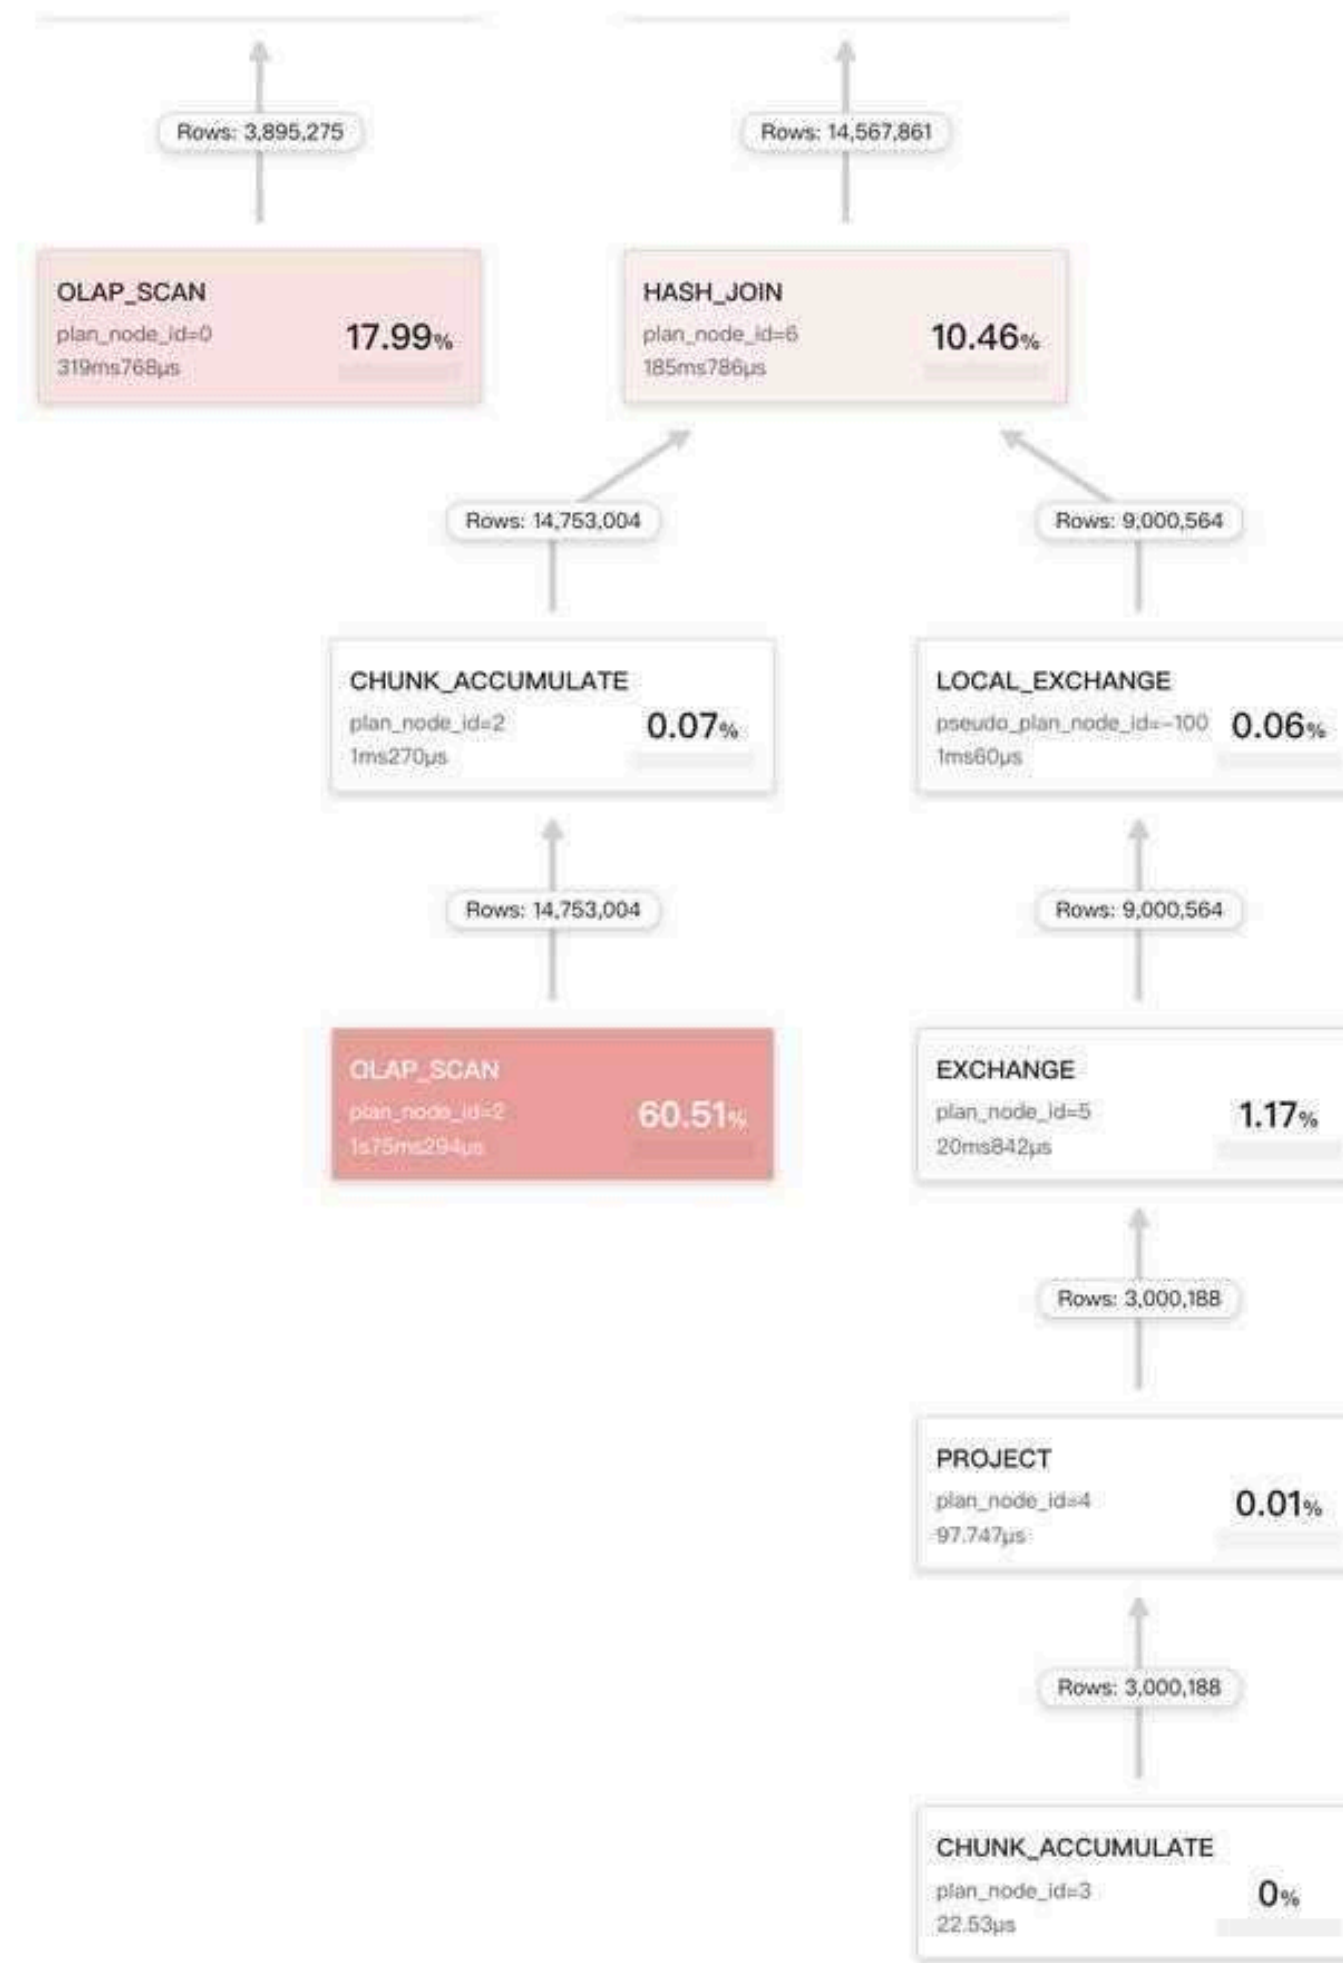 Rows: 3,895,275
Rows: 14,567,861
OLAP_SCAN
plan_node_id=0
17.99%
319ms768μs
HASH_JOIN
plan_node_id=6
10.46%
185ms786μs
Rows: 14,753,004
Rows: 9,000,564
CHUNK_ACCUMULATE
plan_node_id=2
0.07%
1ms270μs
LOCAL_EXCHANGE
pseudo_plan_node_id=-100
0.06%
1ms60μs
Rows: 14,753,004
Rows: 9,000,564
OLAP_SCAN
plan_node_id=2
60.51%
1s75ms294μs
EXCHANGE
plan_node_id=5
1.17%
20ms842μs
Rows: 3,000,188
PROJECT
plan_node_id=4
0.01%
97.747μs
Rows: 3,000,188
CHUNK_ACCUMULATE
plan_node_id=3
0%
22.53μs